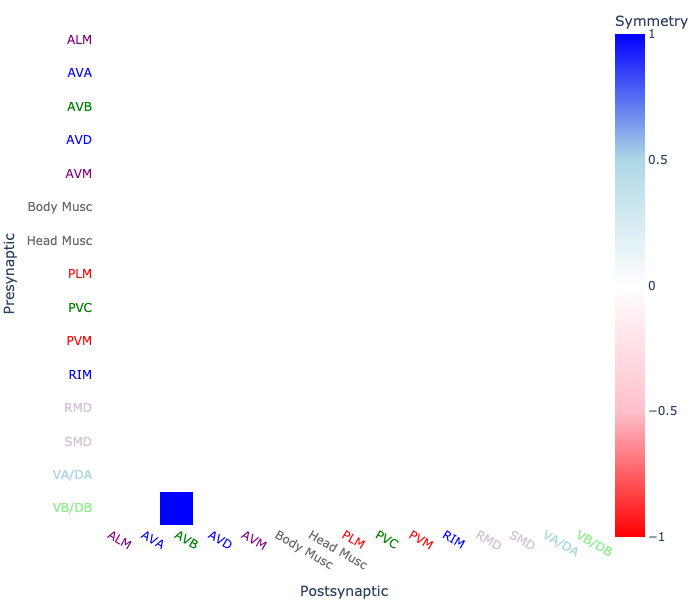 Symmetry
1
0.5
0
−0.5
−1
Presynaptic
ALM
AVA
AVB
AVD
AVM
Body Musc
Head Musc
PLM
PVC
PVM
RIM
RMD
SMD
VA/DA
VB/DB
ALM
AVA
AVB
AVD
AVM
Body Musc
Head Musc
PLM
PVC
PVM
RIM
RMD
SMD
VA/DA
VB/DB
Postsynaptic